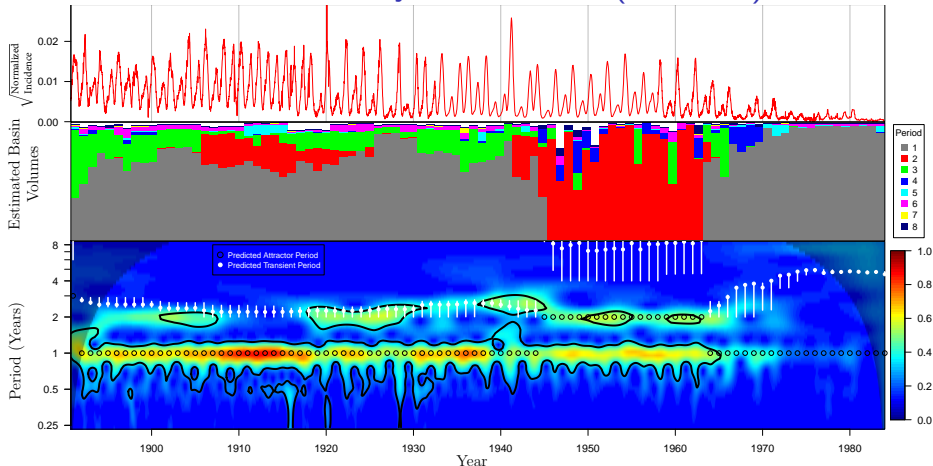 √Normalized Incidence
0.02
0.01
0.00
Estimated Basin
Volumes
Period
1
2
3
4
5
6
7
8
Predicted Attractor Period
Predicted Transient Period
Period (Years)
8
4
2
1
0.5
0.25
1.0
0.8
0.6
0.4
0.2
0.0
1900 1910 1920 1930 1940 1950 1960 1970 1980
Year